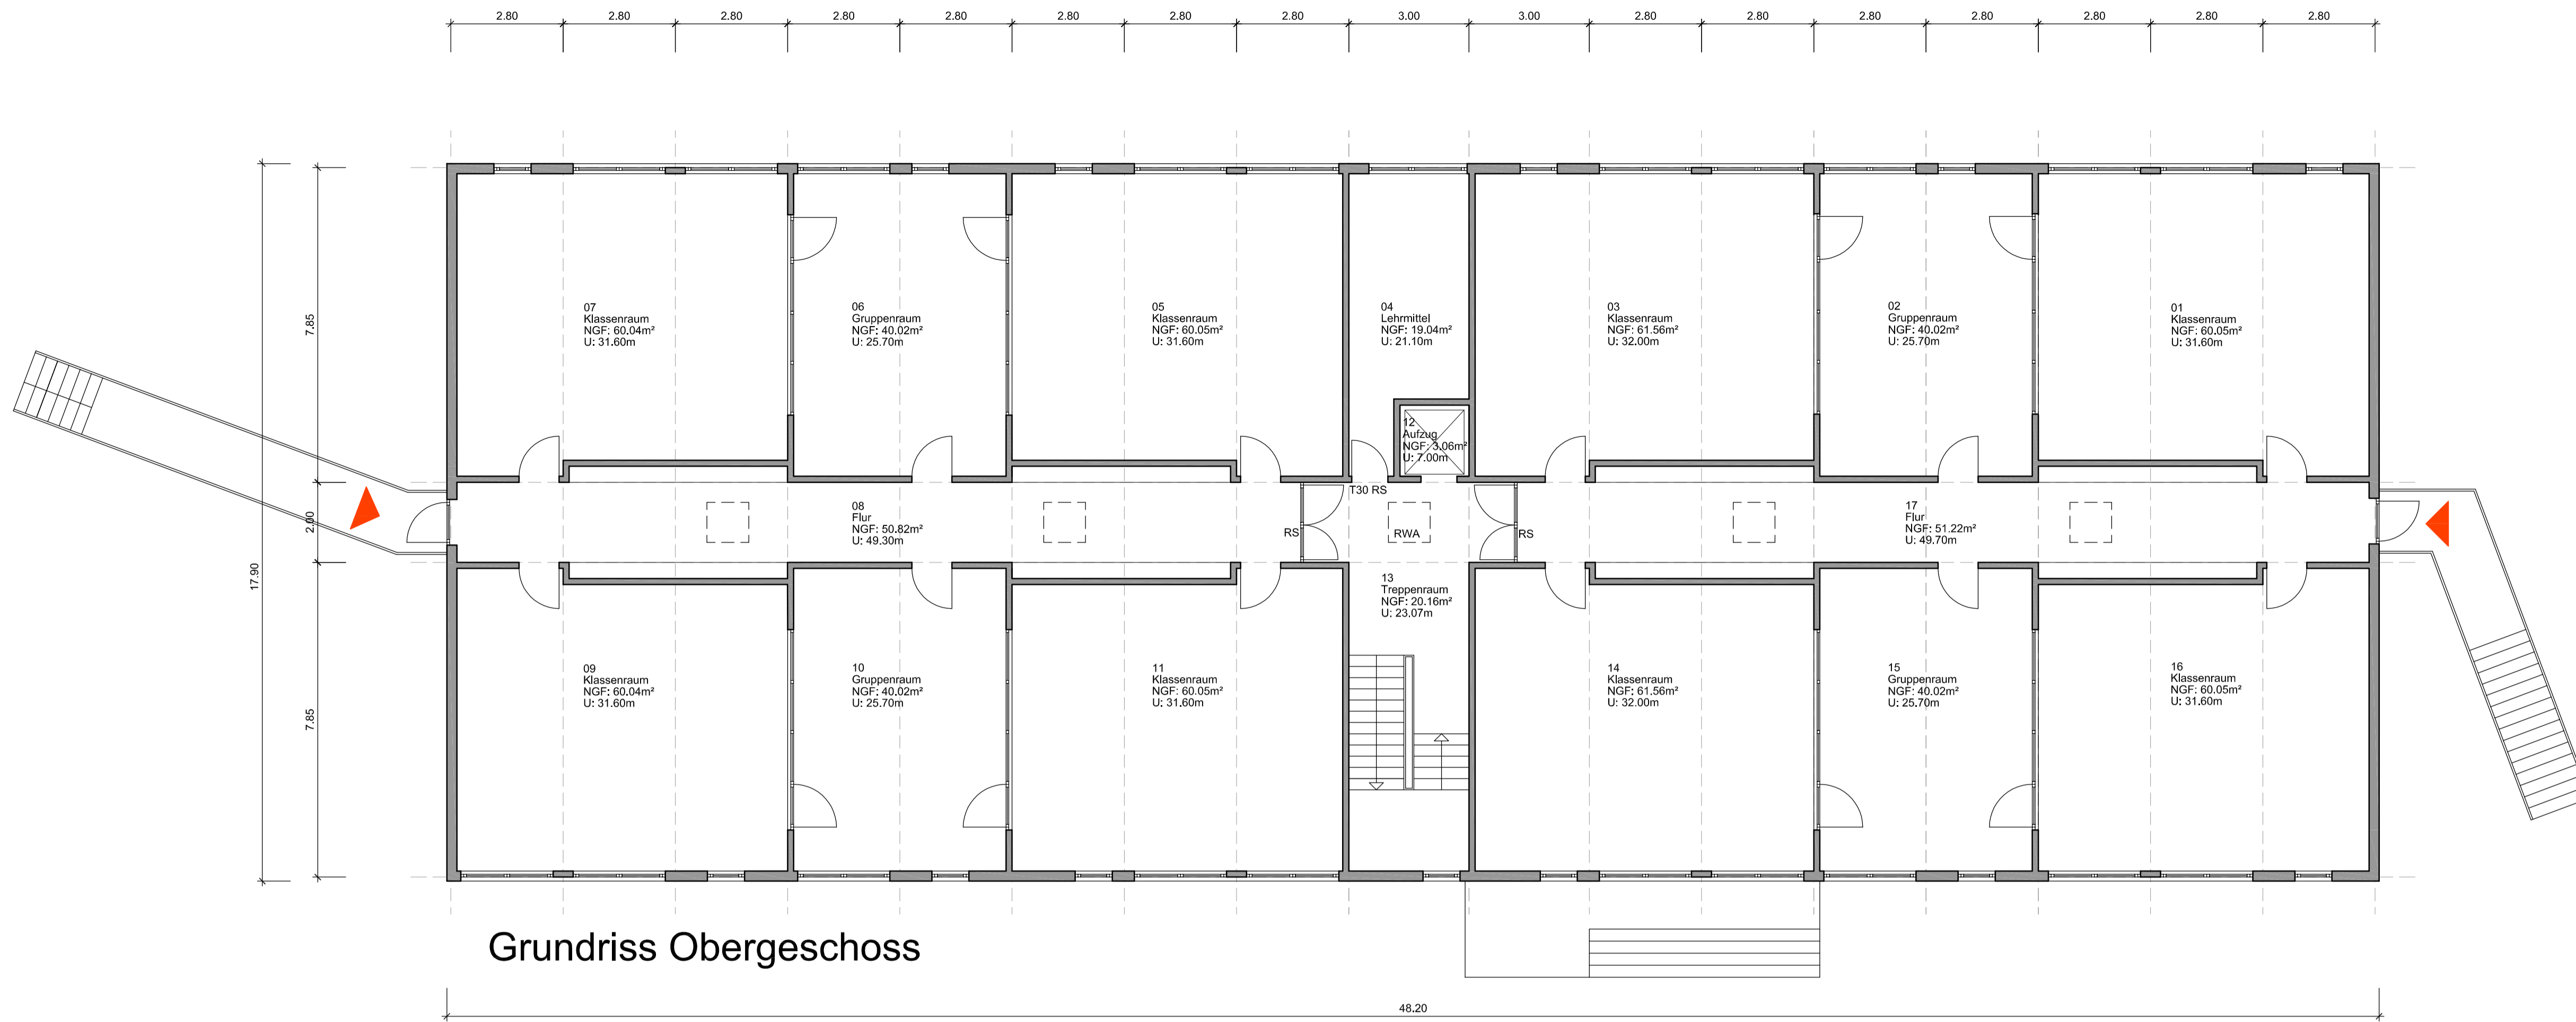 2.80 2.80 2.80 2.80 2.80 2.80 2.80 2.80 3.00 3.00 2.80 2.80 2.80 2.80 2.80 2.80 2.80
17.90
7.85
2.00
7.85
07
Klassenraum
NGF: 60.04m²
U: 31.60m
06
Gruppenraum
NGF: 40.02m²
U: 25.70m
05
Klassenraum
NGF: 60.05m²
U: 31.60m
04
Lehrmittel
NGF: 19.04m²
U: 21.10m
03
Klassenraum
NGF: 61.56m²
U: 32.00m
02
Gruppenraum
NGF: 40.02m²
U: 25.70m
01
Klassenraum
NGF: 60.05m²
U: 31.60m
12
Aufzug
NGF: 3.06m²
U: 7.00m
T30 RS
08
Flur
NGF: 50.82m²
U: 49.30m
RS
RWA
RS
17
Flur
NGF: 51.22m²
U: 49.70m
13
Treppenraum
NGF: 20.16m²
U: 23.07m
09
Klassenraum
NGF: 60.04m²
U: 31.60m
10
Gruppenraum
NGF: 40.02m²
U: 25.70m
11
Klassenraum
NGF: 60.05m²
U: 31.60m
14
Klassenraum
NGF: 61.56m²
U: 32.00m
15
Gruppenraum
NGF: 40.02m²
U: 25.70m
16
Klassenraum
NGF: 60.05m²
U: 31.60m
Grundriss Obergeschoss
48.20